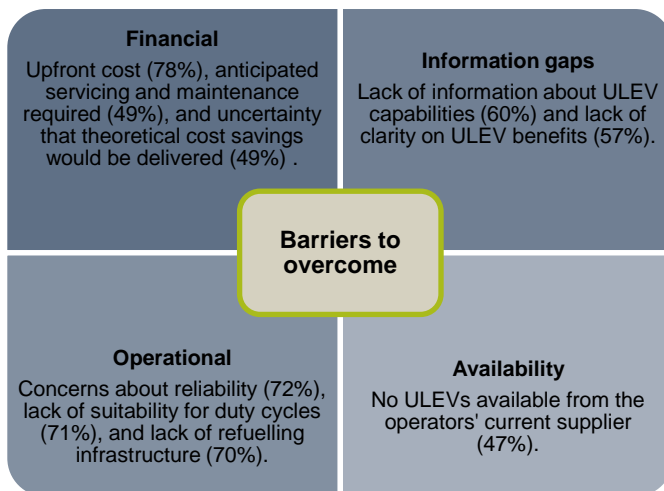 Financial
Upfront cost (78%), anticipated
servicing and maintenance
required (49%), and uncertainty
that theoretical cost savings
would be delivered (49%) .
Information gaps
Lack of information about ULEV
capabilities (60%) and lack of
clarity on ULEV benefits (57%).
Barriers to
overcome
Operational
Concerns about reliability (72%),
lack of suitability for duty cycles
(71%), and lack of refuelling
infrastructure (70%).
Availability
No ULEVs available from the
operators' current supplier
(47%).